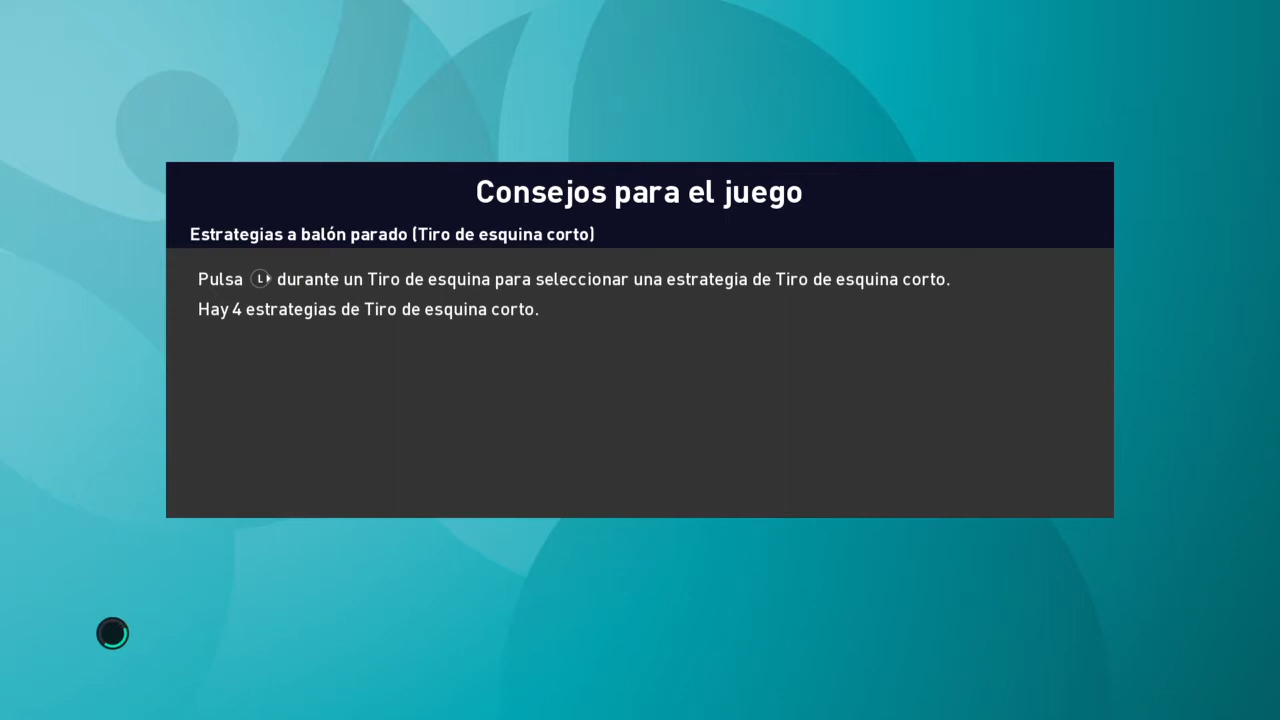 Consejos para el juego
Estrategias a balón parado (Tiro de esquina corto)
Pulsa L durante un Tiro de esquina para seleccionar una estrategia de Tiro de esquina corto.
Hay 4 estrategias de Tiro de esquina corto.